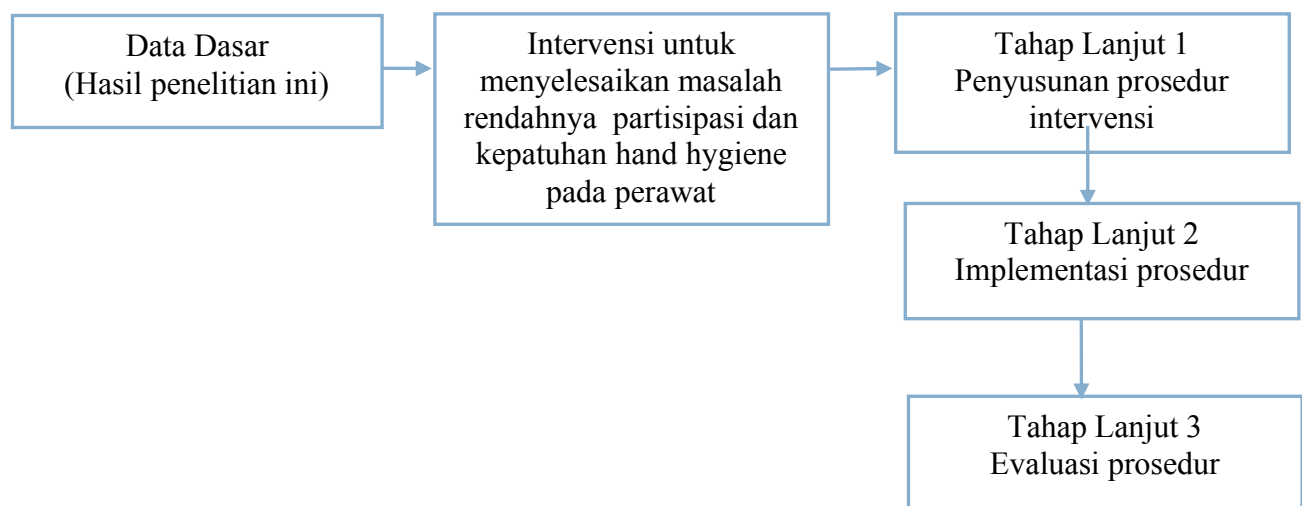 Data Dasar
(Hasil penelitian ini)
Intervensi untuk
menyelesaikan masalah
rendahnya partisipasi dan
kepatuhan hand hygiene
pada perawat
Tahap Lanjut 1
Penyusunan prosedur
intervensi
Tahap Lanjut 2
Implementasi prosedur
Tahap Lanjut 3
Evaluasi prosedur